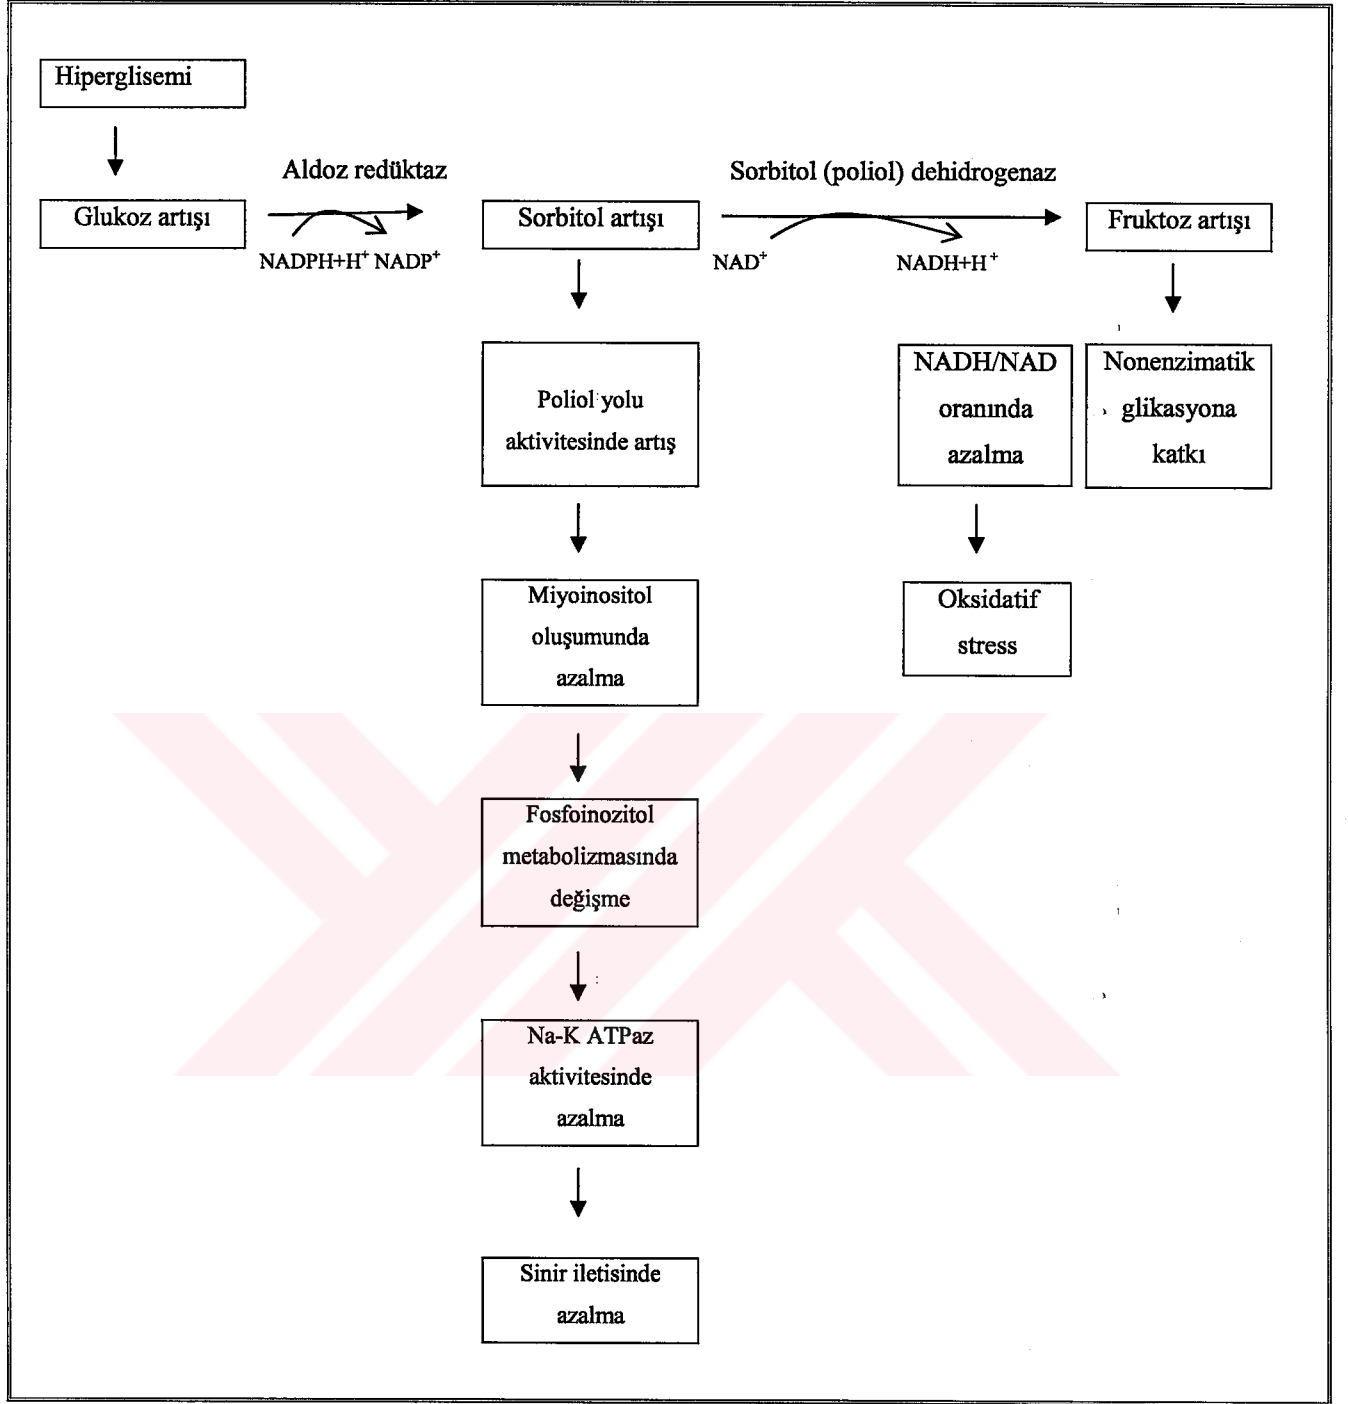 Hiperglisemi
Aldoz redüktaz
Sorbitol (poliol) dehidrogenaz
Glukoz artışı
Sorbitol artışı
Fruktoz artışı
NADPH+H⁺ NADP⁺
NAD⁺
NADH+H⁺
Poliol yolu
aktivitesinde artış
NADH/NAD
oranında
azalma
Nonenzimatik
glikasyona
katkı
Miyoinositol
oluşumunda
azalma
Oksidatif
stress
Fosfoinozitol
metabolizmasında
değişme
Na-K ATPaz
aktivitesinde
azalma
Sinir iletisinde
azalma